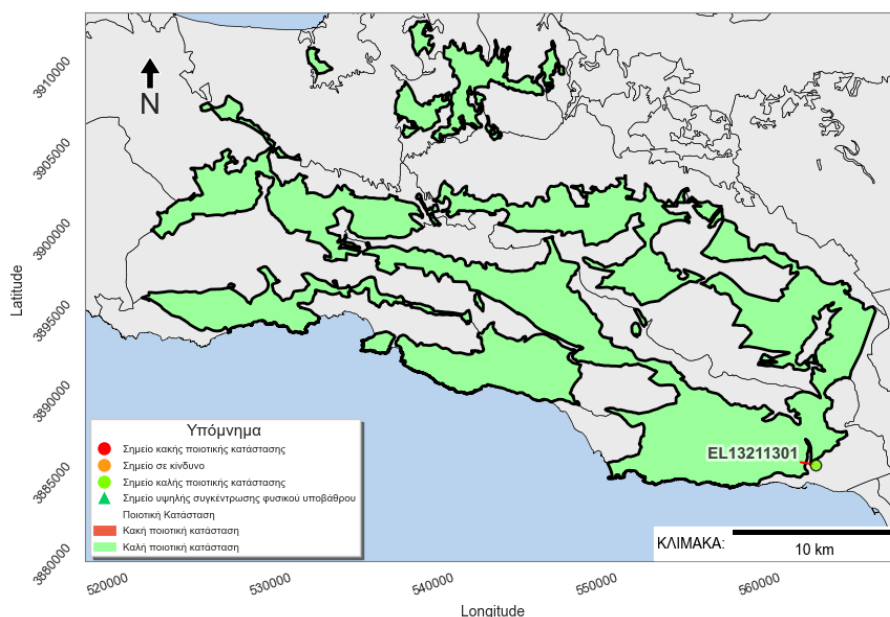 3910000
3905000
3900000
3895000
3890000
3885000
3880000
Latitude
N
EL13211301
Υπόμνημα
Σημείο κακής ποιοτικής κατάστασης
Σημείο σε κίνδυνο
Σημείο καλής ποιοτικής κατάστασης
Σημείο υψηλής συγκέντρωσης φυσικού υποβάθρου
Ποιοτική Κατάσταση
Κακή ποιοτική κατάσταση
Καλή ποιοτική κατάσταση
ΚΛΙΜΑΚΑ:
10 km
520000
530000
540000
550000
560000
Longitude